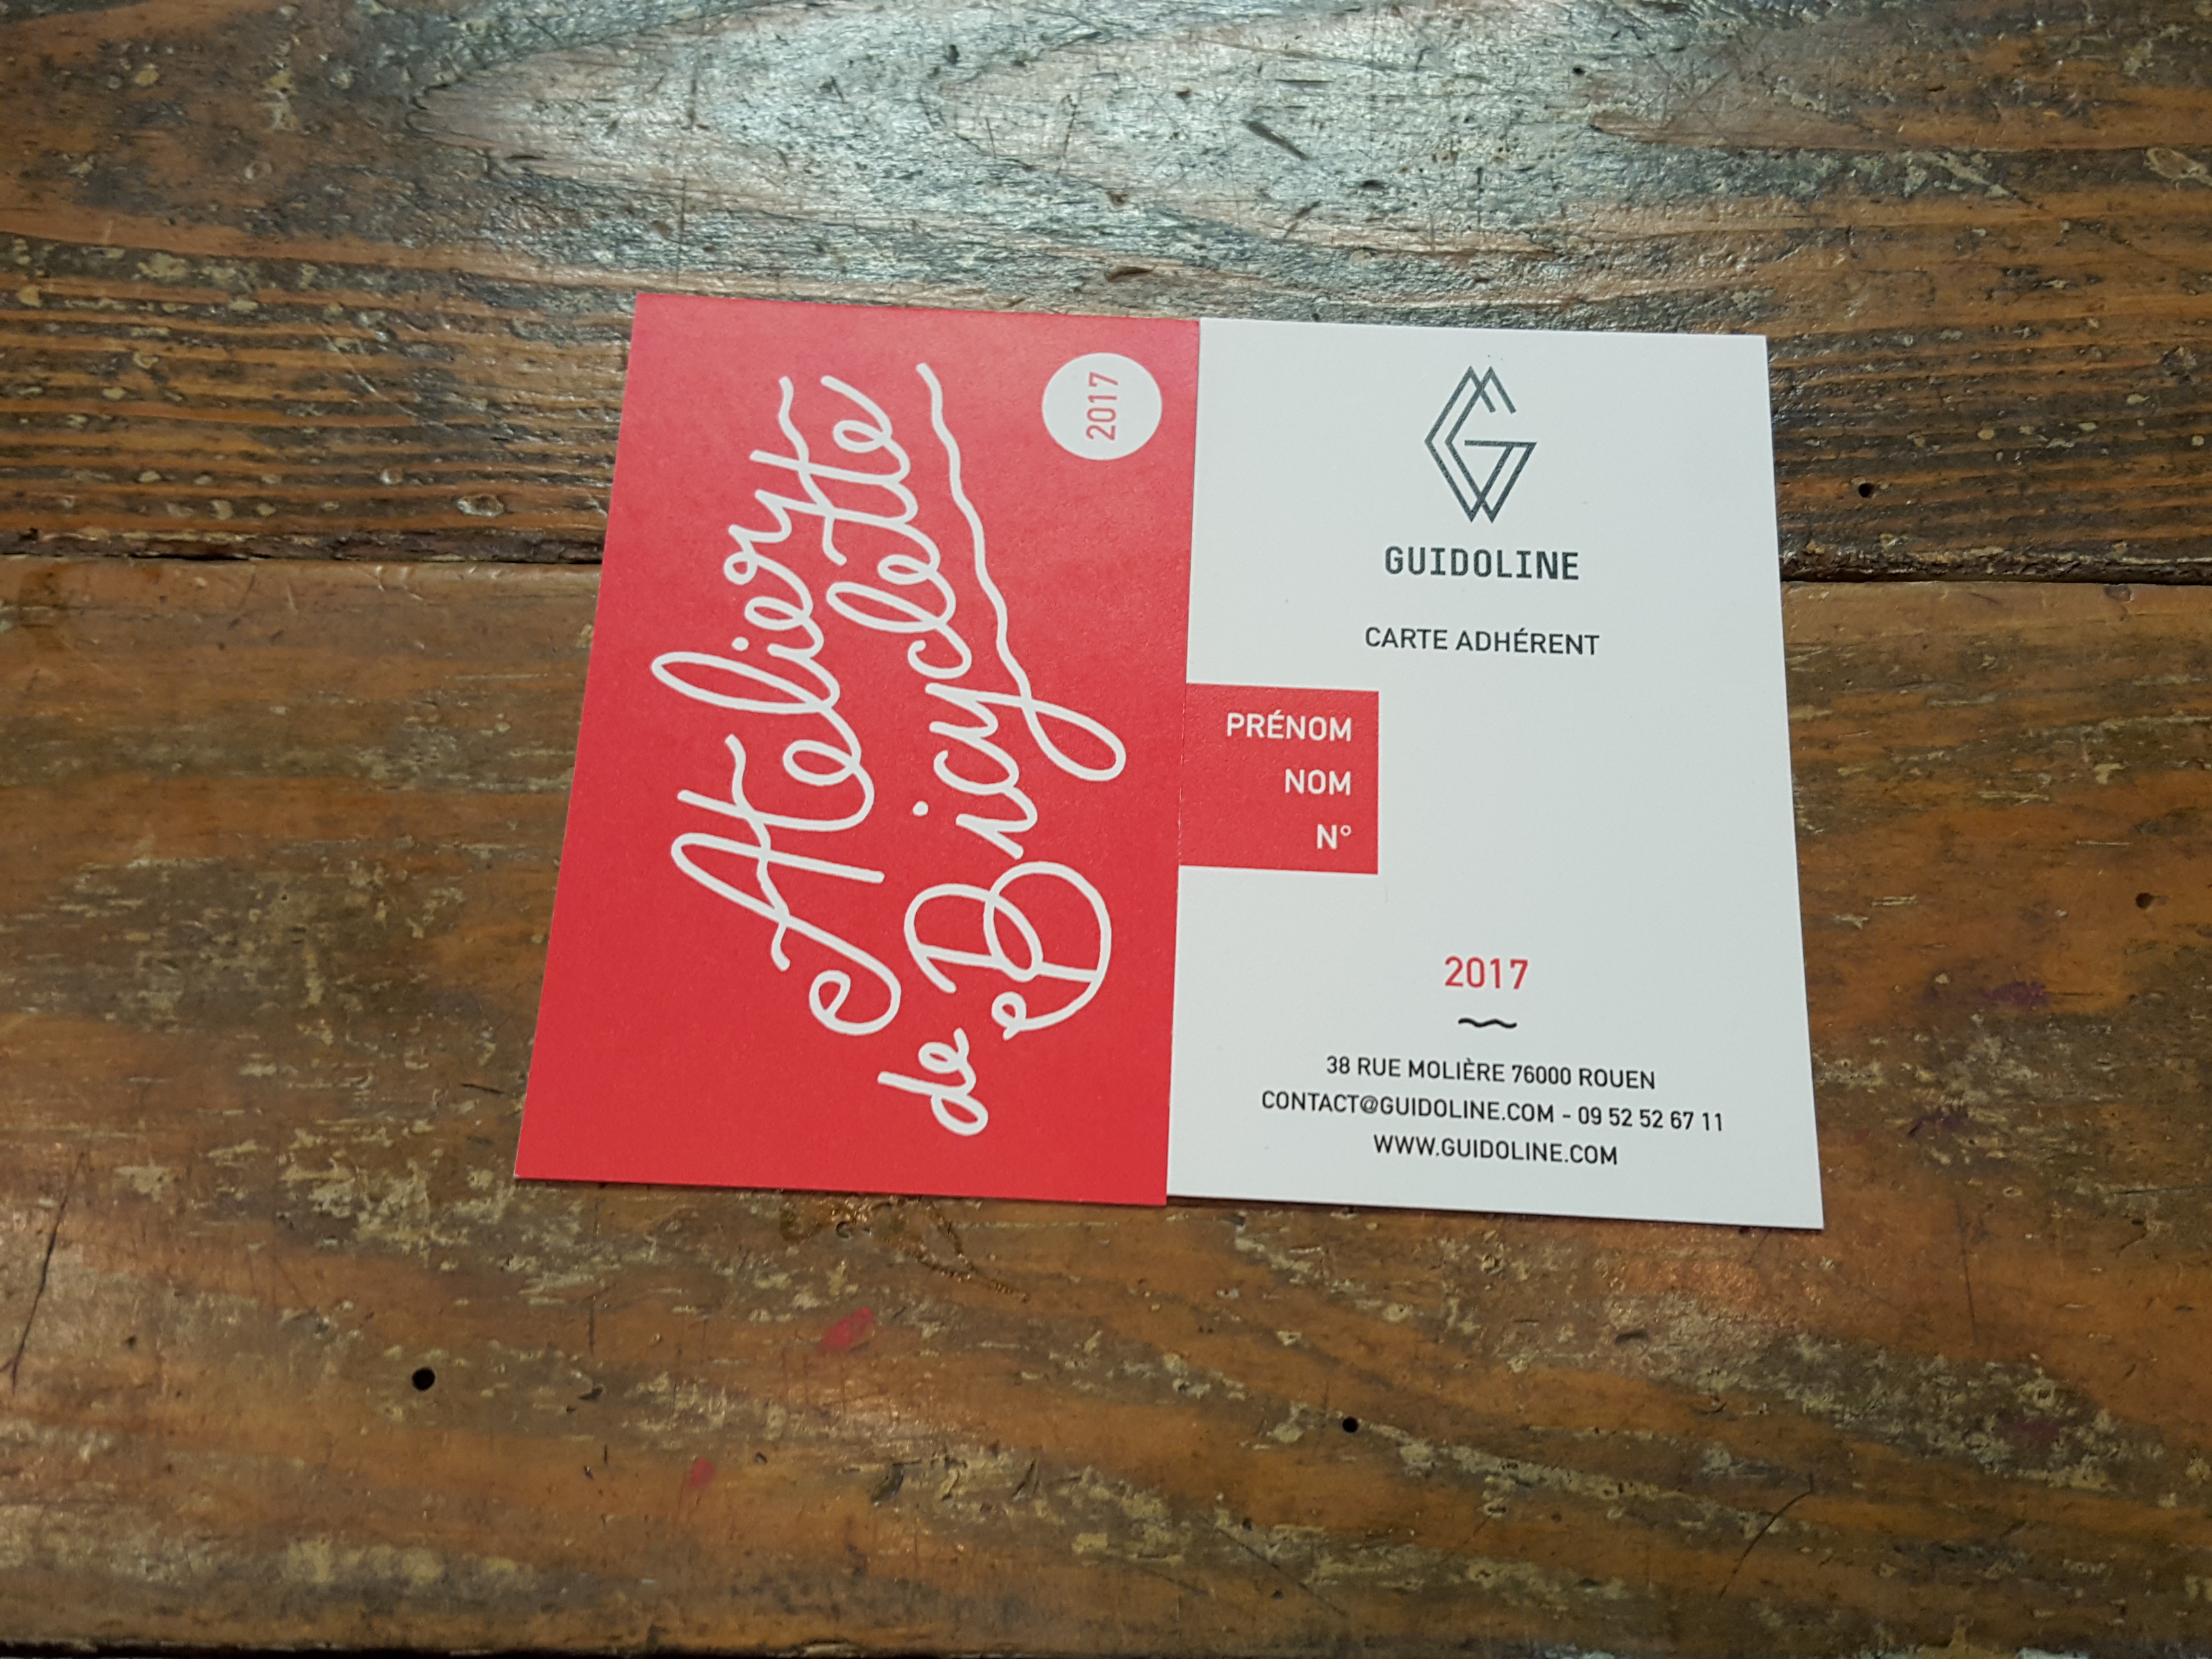 Atelier
de Bicyclette
2017
GUIDOLINE
CARTE ADHÉRENT
PRÉNOM
NOM
N°
2017
38 RUE MOLIÈRE 76000 ROUEN
CONTACT@GUIDOLINE.COM - 09 52 52 67 11
WWW.GUIDOLINE.COM